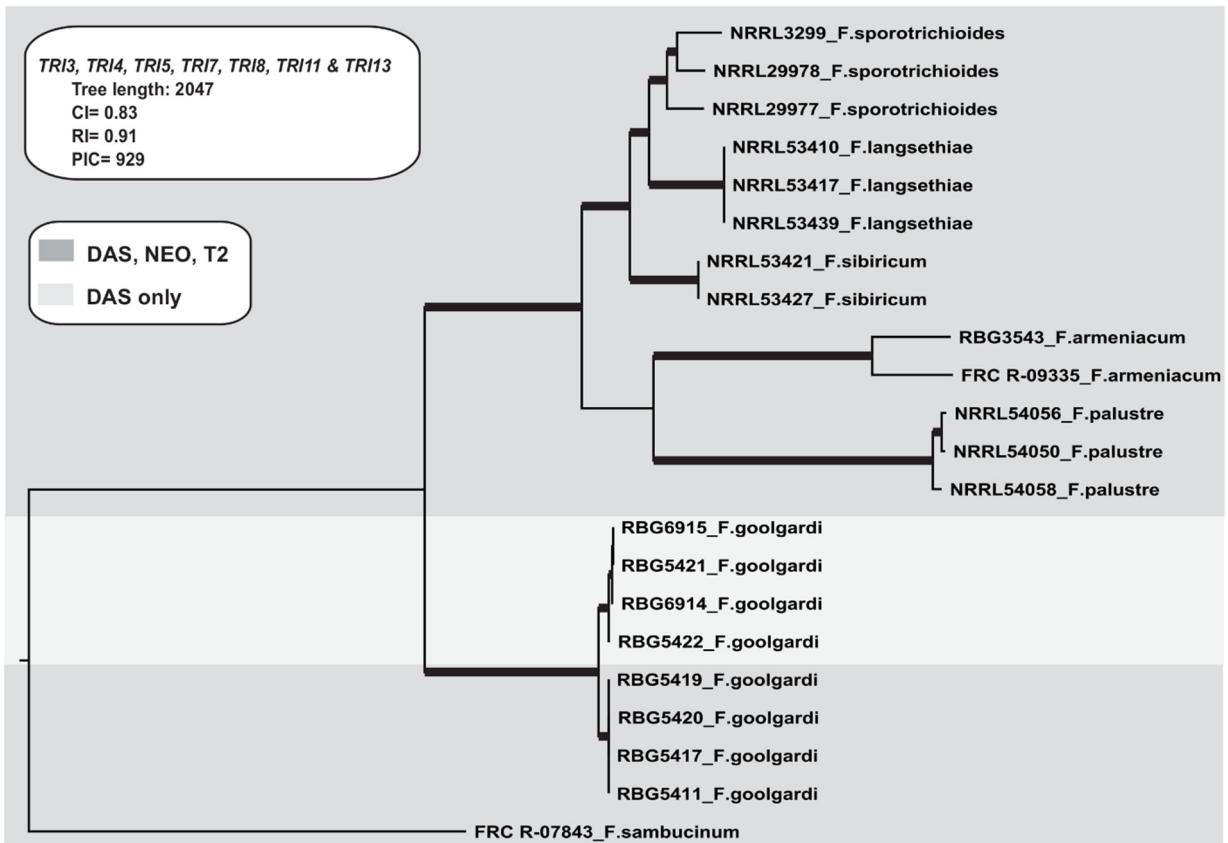 TRI3, TRI4, TRI5, TRI7, TRI8, TRI11 & TRI13
Tree length: 2047
CI= 0.83
RI= 0.91
PIC= 929
DAS, NEO, T2
DAS only
NRRL3299_F.sporotrichioides
NRRL29978_F.sporotrichioides
NRRL29977_F.sporotrichioides
NRRL53410_F.langsethiae
NRRL53417_F.langsethiae
NRRL53439_F.langsethiae
NRRL53421_F.sibiricum
NRRL53427_F.sibiricum
RBG3543_F.armeniacum
FRC R-09335_F.armeniacum
NRRL54056_F.palustre
NRRL54050_F.palustre
NRRL54058_F.palustre
RBG6915_F.goolgardi
RBG5421_F.goolgardi
RBG6914_F.goolgardi
RBG5422_F.goolgardi
RBG5419_F.goolgardi
RBG5420_F.goolgardi
RBG5417_F.goolgardi
RBG5411_F.goolgardi
FRC R-07843_F.sambucinum